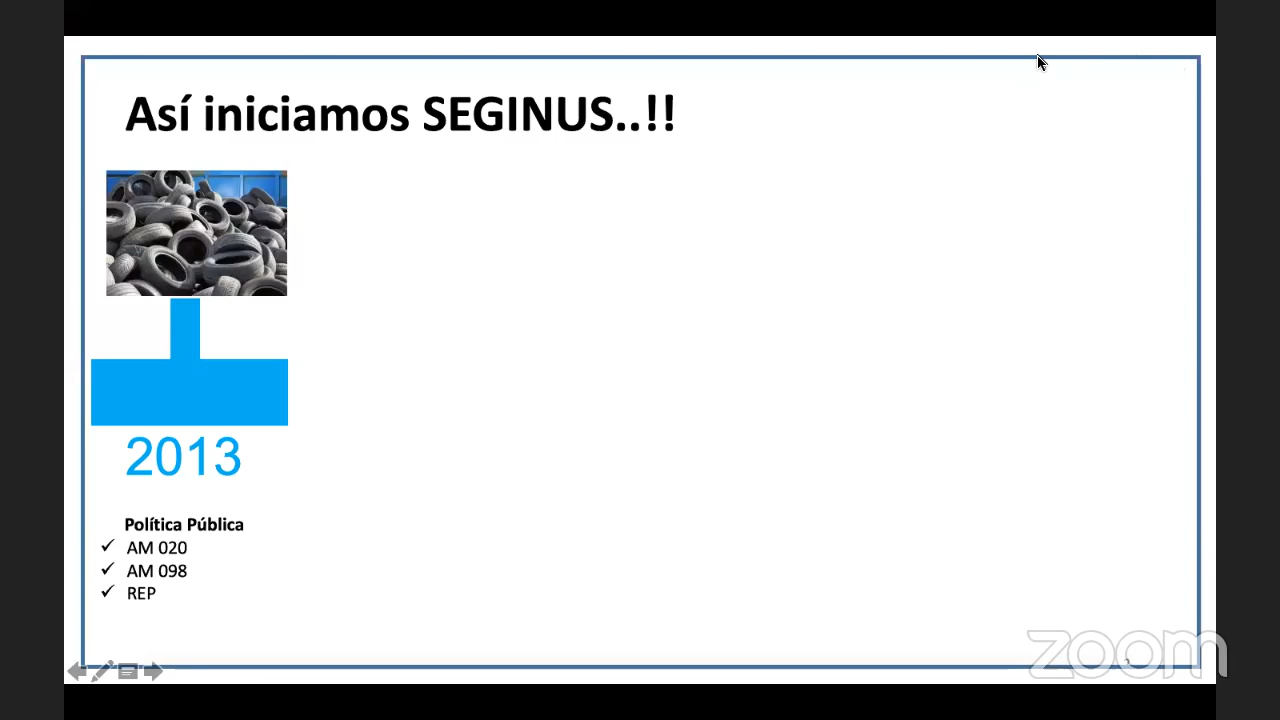 Así iniciamos SEGINUS..!!
2013
Política Pública
✓ AM 020
✓ AM 098
✓ REP
zoom